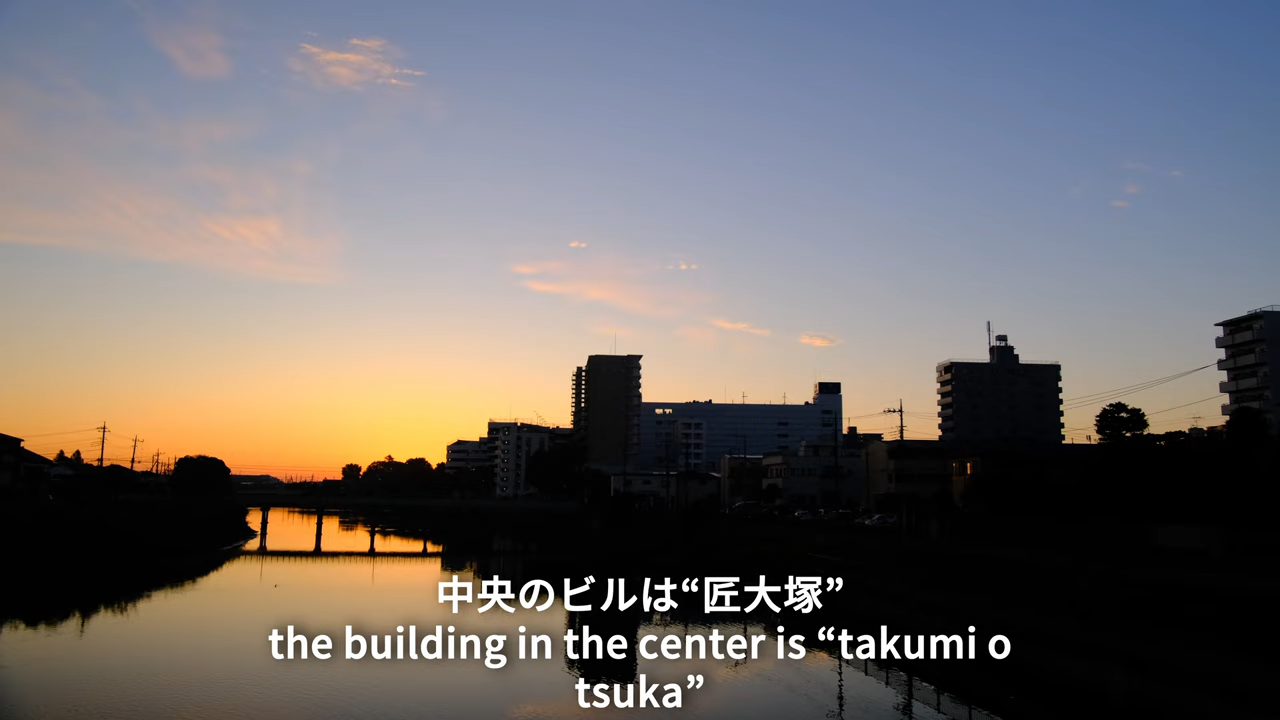 中央のビルは“匠大塚”
the building in the center is “takumi o
tsuka”